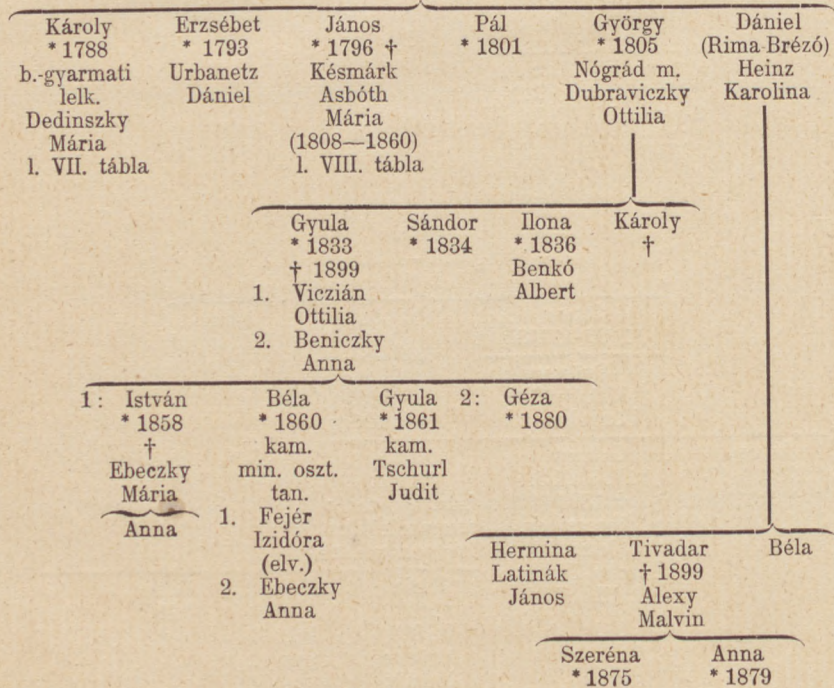 Károly Erzsébet János Pál György Dániel
* 1788 * 1793 * 1796 † * 1801 * 1805 (Rima-Brézó)
b.-gyarmati Urbanetz Késmárk Nógrád m. Heinz
lelk. Dániel Asbóth Dubraviczky Karolina
Dedinszky Mária Ottilia
Mária (1808—1860)
l. VII. tábla l. VIII. tábla
Gyula Sándor Ilona Károly
* 1833 * 1834 * 1836 †
† 1899 Benkó
1. Viczián Albert
Ottilia
2. Beniczky
Anna
1: István Béla Gyula 2: Géza
* 1858 * 1860 * 1861 * 1880
† kam. kam.
Ebeczky min. oszt. Tschurl
Mária tan. Judit
Anna 1. Fejér
Izidóra
(elv.)
2. Ebeczky
Anna
Hermina Tivadar Béla
Latinák † 1899
János Alexy
Malvin
Szeréna Anna
* 1875 * 1879